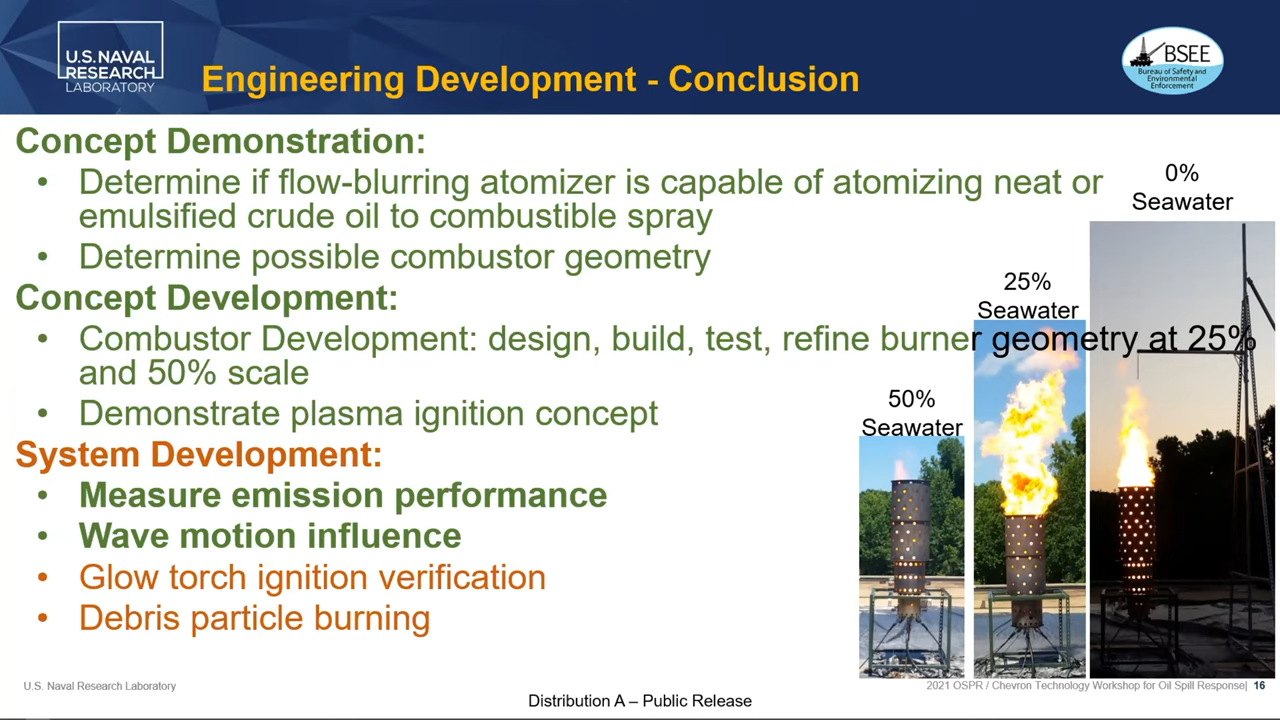 U.S. NAVAL
RESEARCH
LABORATORY
Engineering Development - Conclusion
BSEE
Bureau of Safety and
Environmental
Enforcement
Concept Demonstration:
• Determine if flow-blurring atomizer is capable of atomizing neat or
emulsified crude oil to combustible spray
• Determine possible combustor geometry
Concept Development:
• Combustor Development: design, build, test, refine burner geometry at 25%
and 50% scale
• Demonstrate plasma ignition concept
System Development:
• Measure emission performance
• Wave motion influence
• Glow torch ignition verification
• Debris particle burning
50%
Seawater
25%
Seawater
0%
Seawater
U.S. Naval Research Laboratory
Distribution A – Public Release
2021 OSPR / Chevron Technology Workshop for Oil Spill Response| 16